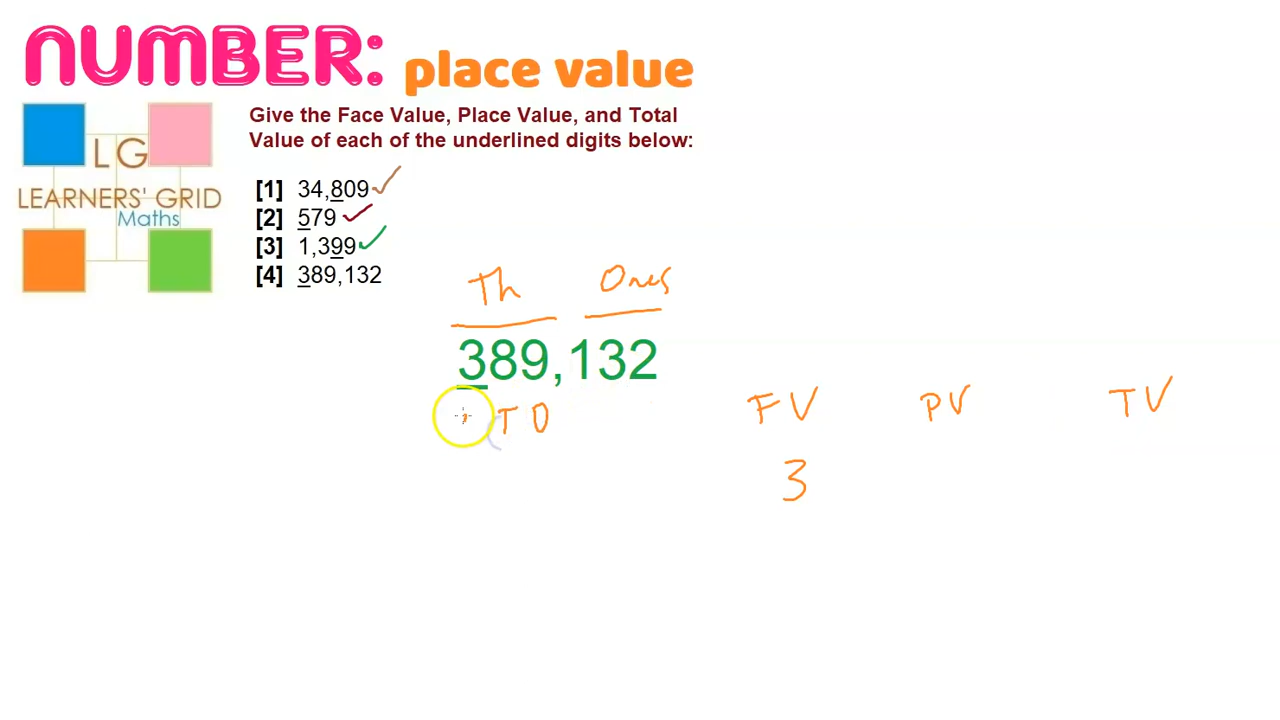 NUMBER: place value
LG
LEARNERS' GRID
Maths
Give the Face Value, Place Value, and Total
Value of each of the underlined digits below:
[1] 34,809
[2] 579
[3] 1,399
[4] 389,132
Th Ones
389,132
T O
FV PV TV
3